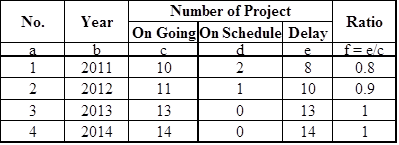 No. Year Number of Project Ratio
On Going On Schedule Delay
a b c d e f = e/c
1 2011 10 2 8 0.8
2 2012 11 1 10 0.9
3 2013 13 0 13 1
4 2014 14 0 14 1